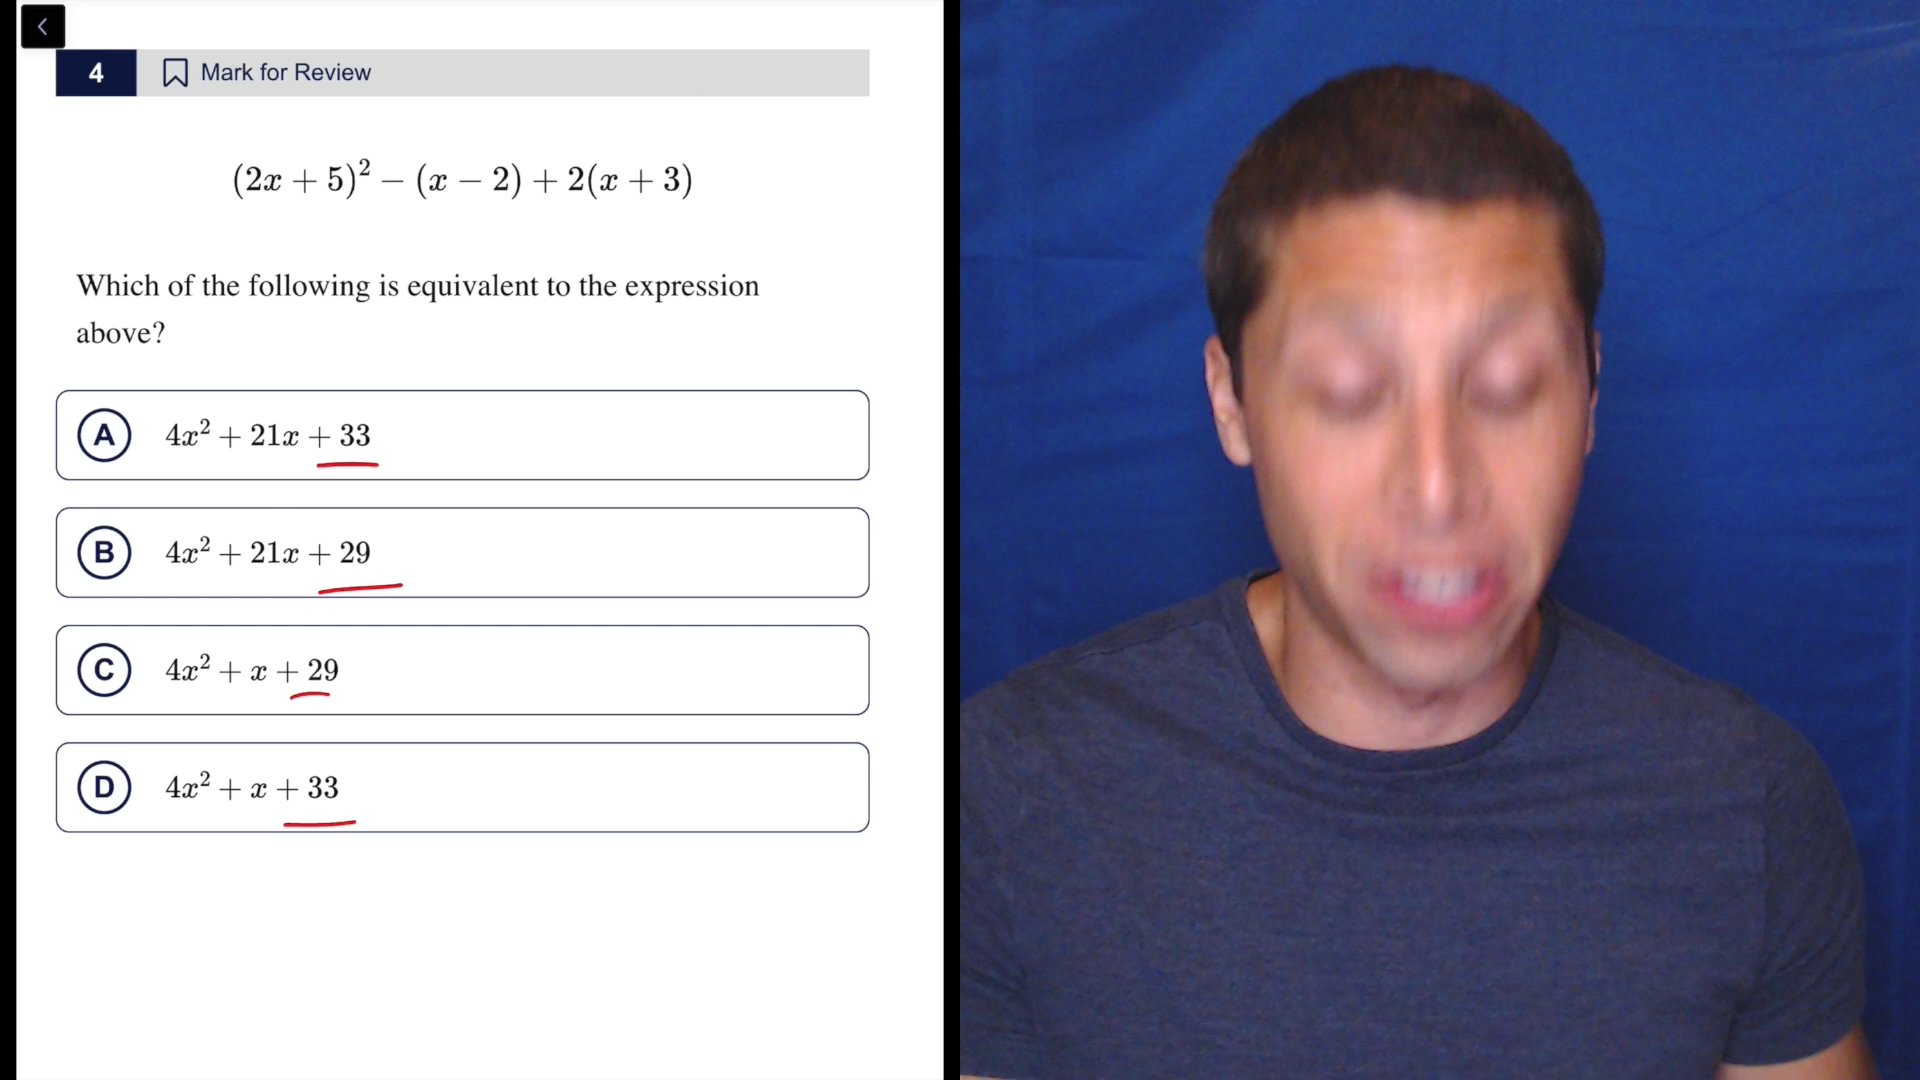 4 Mark for Review
(2x + 5)² − (x − 2) + 2(x + 3)
Which of the following is equivalent to the expression
above?
A 4x² + 21x + 33
B 4x² + 21x + 29
C 4x² + x + 29
D 4x² + x + 33